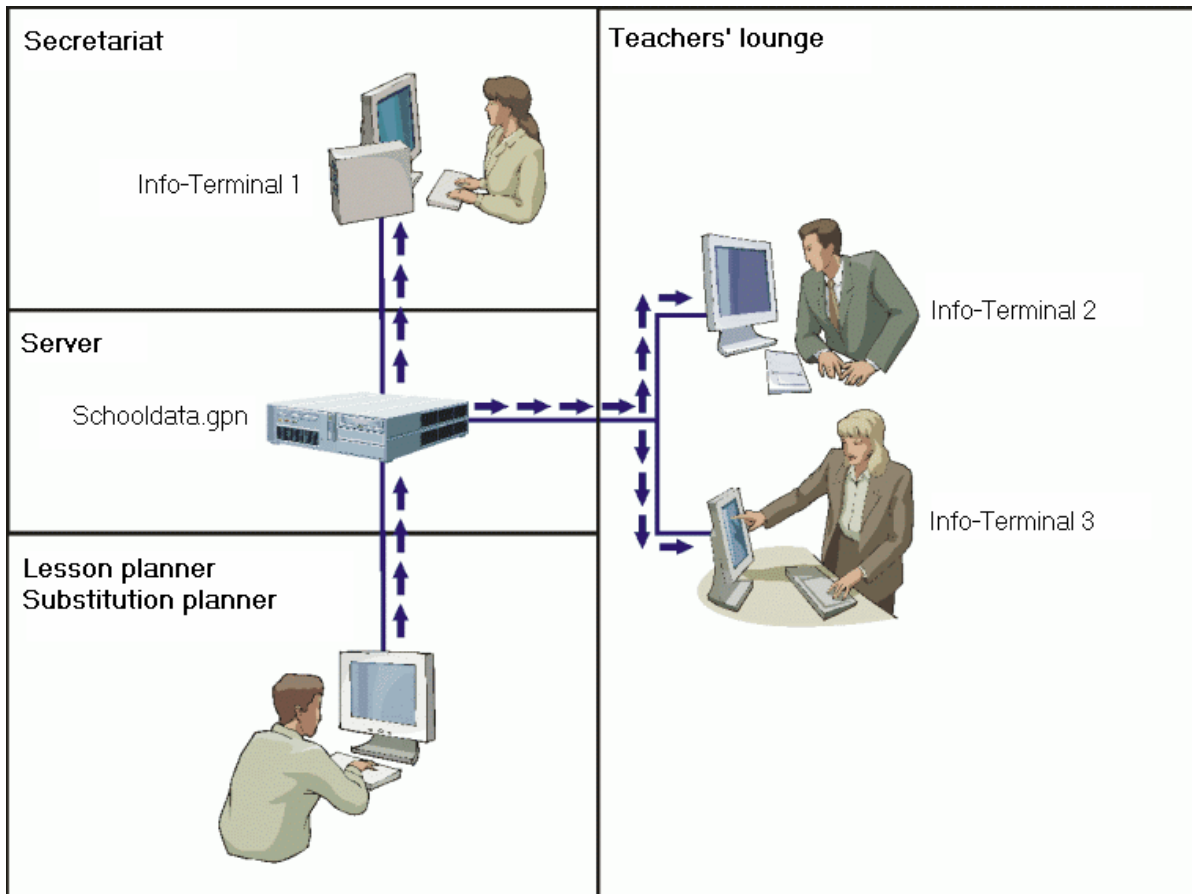 Secretariat
Info-Terminal 1
Server
Schooldata.gpn
Lesson planner
Substitution planner
Teachers' lounge
Info-Terminal 2
Info-Terminal 3